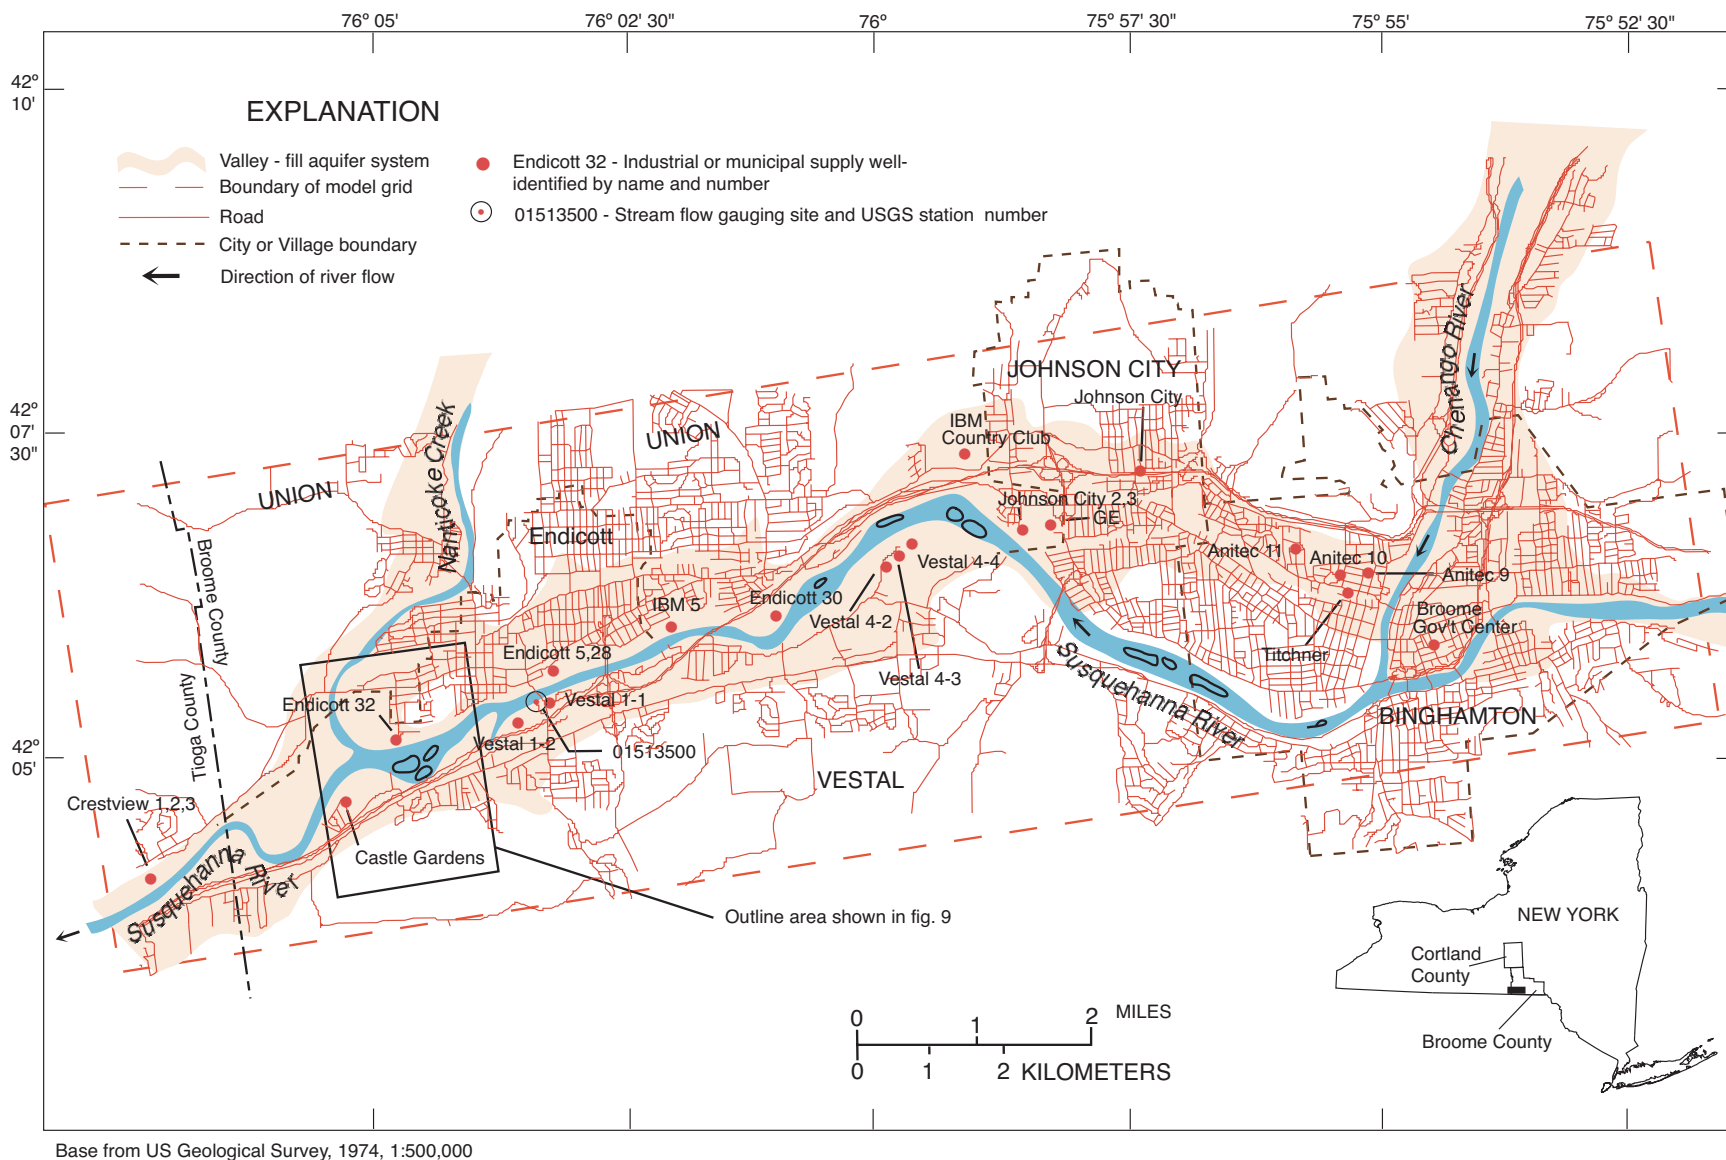 76° 05'
76° 02' 30"
76°
75° 57' 30"
75° 55'
75° 52' 30"
42°
10'
EXPLANATION
Valley - fill aquifer system
Boundary of model grid
Road
City or Village boundary
Direction of river flow
Endicott 32 - Industrial or municipal supply well-
identified by name and number
01513500 - Stream flow gauging site and USGS station number
42°
07'
30"
42°
05'
Chenango River
JOHNSON CITY
Johnson City
IBM
Country Club
Nanticoke Creek
UNION
UNION
Endicott
Johnson City 2,3
GE
Anitec 11
Anitec 10
Anitec 9
Vestal 4-4
Broome County
Tioga County
IBM 5
Endicott 30
Vestal 4-2
Vestal 4-3
Broome
Gov't Center
Titchner
Endicott 5,28
Endicott 32
Vestal 1-1
Vestal 1-2
01513500
Susquehanna River
BINGHAMTON
VESTAL
Crestview 1,2,3
Castle Gardens
Susquehanna
River
Outline area shown in fig. 9
NEW YORK
Cortland
County
Broome County
0 1 2 MILES
0 1 2 KILOMETERS
Base from US Geological Survey, 1974, 1:500,000